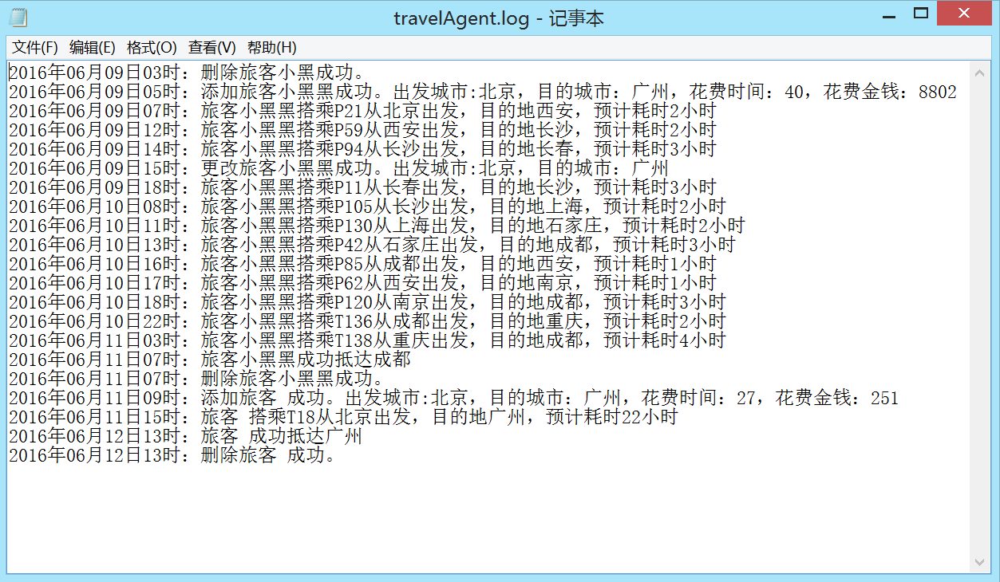 travelAgent.log - 记事本
文件(F) 编辑(E) 格式(O) 查看(V) 帮助(H)
2016年06月09日03时：删除旅客小黑成功。
2016年06月09日05时：添加旅客小黑黑成功。出发城市:北京，目的城市：广州，花费时间：40，花费金钱：8802
2016年06月09日07时：旅客小黑黑搭乘P21从北京出发，目的地西安，预计耗时2小时
2016年06月09日12时：旅客小黑黑搭乘P59从西安出发，目的地长沙，预计耗时2小时
2016年06月09日14时：旅客小黑黑搭乘P94从长沙出发，目的地长春，预计耗时3小时
2016年06月09日15时：更改旅客小黑黑成功。出发城市:北京，目的城市：广州
2016年06月09日18时：旅客小黑黑搭乘P11从长春出发，目的地长沙，预计耗时3小时
2016年06月10日08时：旅客小黑黑搭乘P105从长沙出发，目的地上海，预计耗时2小时
2016年06月10日11时：旅客小黑黑搭乘P130从上海出发，目的地石家庄，预计耗时2小时
2016年06月10日13时：旅客小黑黑搭乘P42从石家庄出发，目的地成都，预计耗时3小时
2016年06月10日16时：旅客小黑黑搭乘P85从成都出发，目的地西安，预计耗时1小时
2016年06月10日17时：旅客小黑黑搭乘P62从西安出发，目的地南京，预计耗时1小时
2016年06月10日18时：旅客小黑黑搭乘P120从南京出发，目的地成都，预计耗时3小时
2016年06月10日22时：旅客小黑黑搭乘T136从成都出发，目的地重庆，预计耗时2小时
2016年06月11日03时：旅客小黑黑搭乘T138从重庆出发，目的地成都，预计耗时4小时
2016年06月11日07时：旅客小黑黑成功抵达成都
2016年06月11日07时：删除旅客小黑黑成功。
2016年06月11日09时：添加旅客 成功。出发城市:北京，目的城市：广州，花费时间：27，花费金钱：251
2016年06月11日15时：旅客 搭乘T18从北京出发，目的地广州，预计耗时22小时
2016年06月12日13时：旅客 成功抵达广州
2016年06月12日13时：删除旅客 成功。